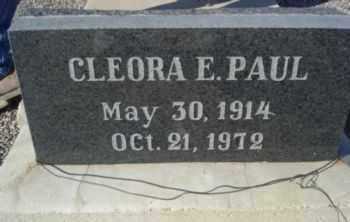 CLEORA E. PAUL
May 30, 1914
Oct. 21, 1972